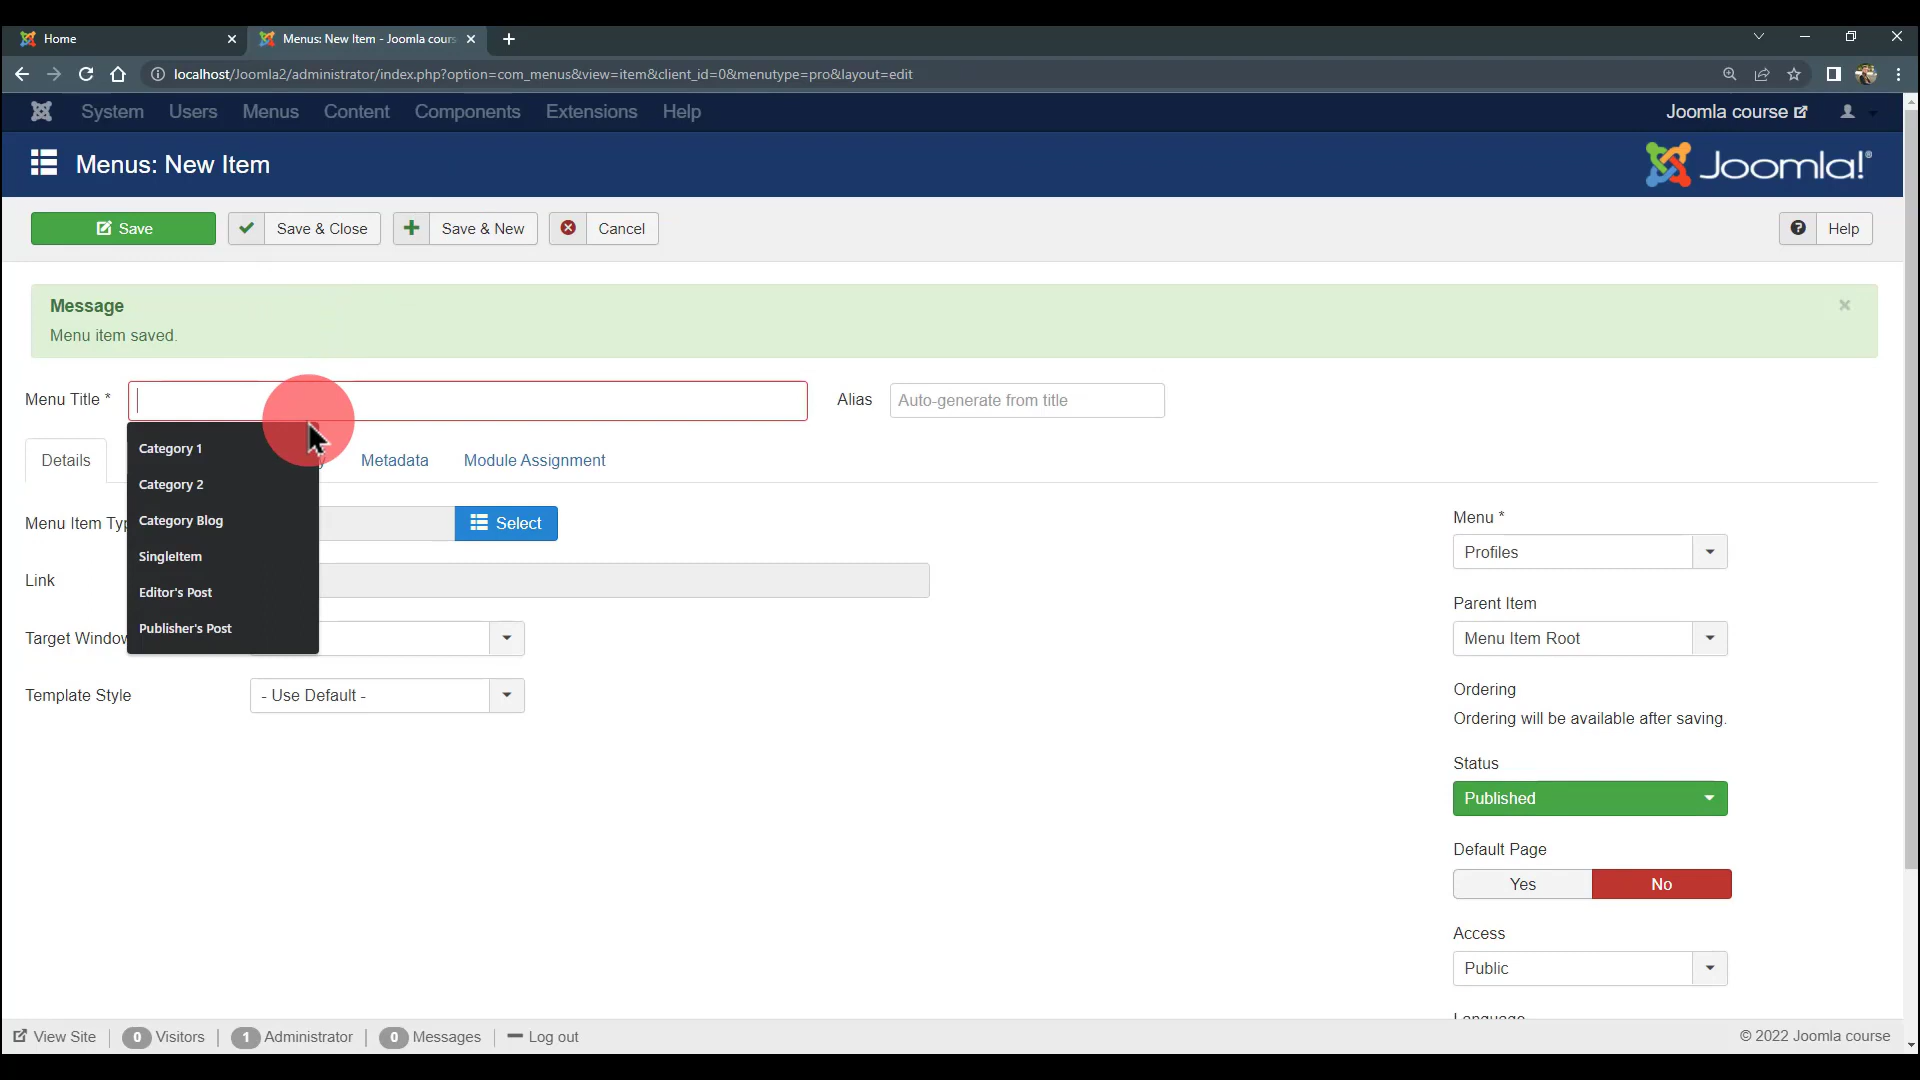 Home
Menus: New Item - Joomla cours
localhost/Joomla2/administrator/index.php?option=com_menus&view=item&client_id=0&menutype=pro&layout=edit
System Users Menus Content Components Extensions Help
Joomla course
Menus: New Item
Joomla!®
Save
Save & Close
Save & New
Cancel
Help
Message
Menu item saved.
Menu Title *
Alias
Auto-generate from title
Category 1
Category 2
Category Blog
SingleItem
Editor's Post
Publisher's Post
Details
Metadata
Module Assignment
Menu Item Typ
Select
Link
Target Window
Template Style
- Use Default -
Menu *
Profiles
Parent Item
Menu Item Root
Ordering
Ordering will be available after saving.
Status
Published
Default Page
Yes
No
Access
Public
Language
View Site
0 Visitors
1 Administrator
0 Messages
Log out
© 2022 Joomla course